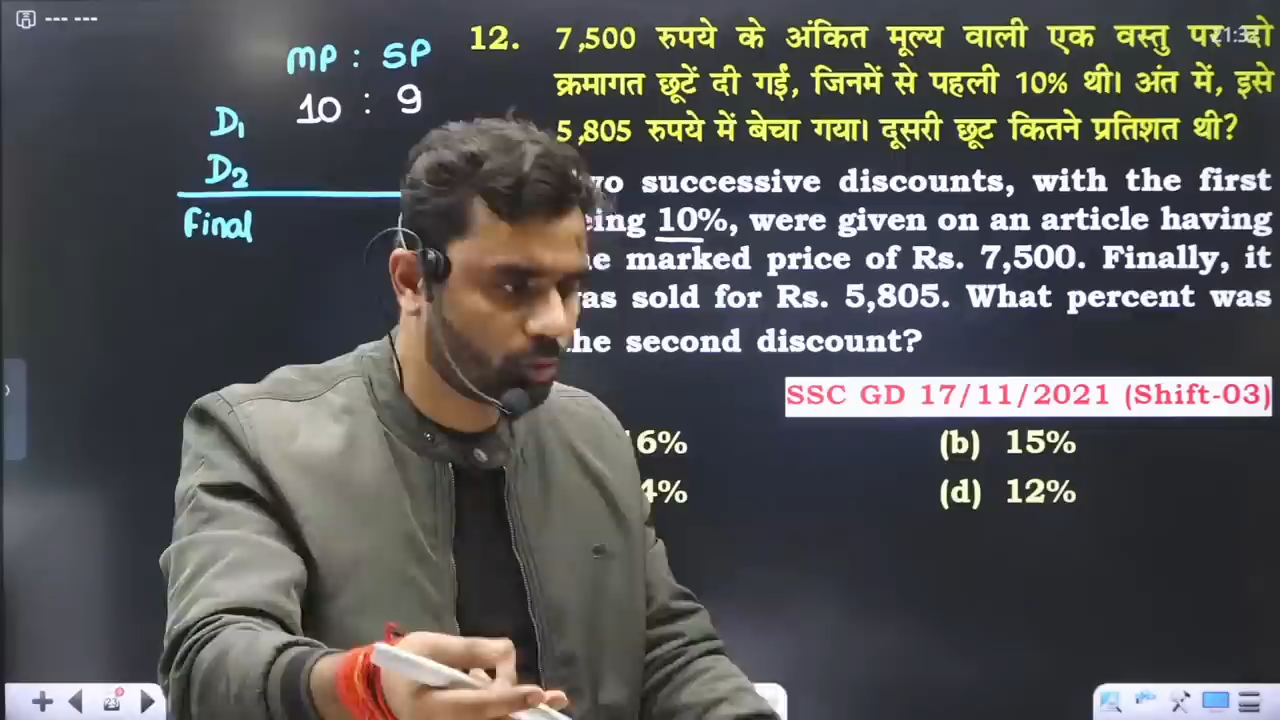 MP : SP
10 : 9
D₁
D₂
Final
12. 7,500 रुपये के अंकित मूल्य वाली एक वस्तु पर दो
क्रमागत छूटें दी गईं, जिनमें से पहली 10% थी। अंत में, इसे
5,805 रुपये में बेचा गया। दूसरी छूट कितने प्रतिशत थी?
successive discounts, with the first
10%, were given on an article having
marked price of Rs. 7,500. Finally, it
sold for Rs. 5,805. What percent was
second discount?
SSC GD 17/11/2021 (Shift-03)
6% (b) 15%
4% (d) 12%
23